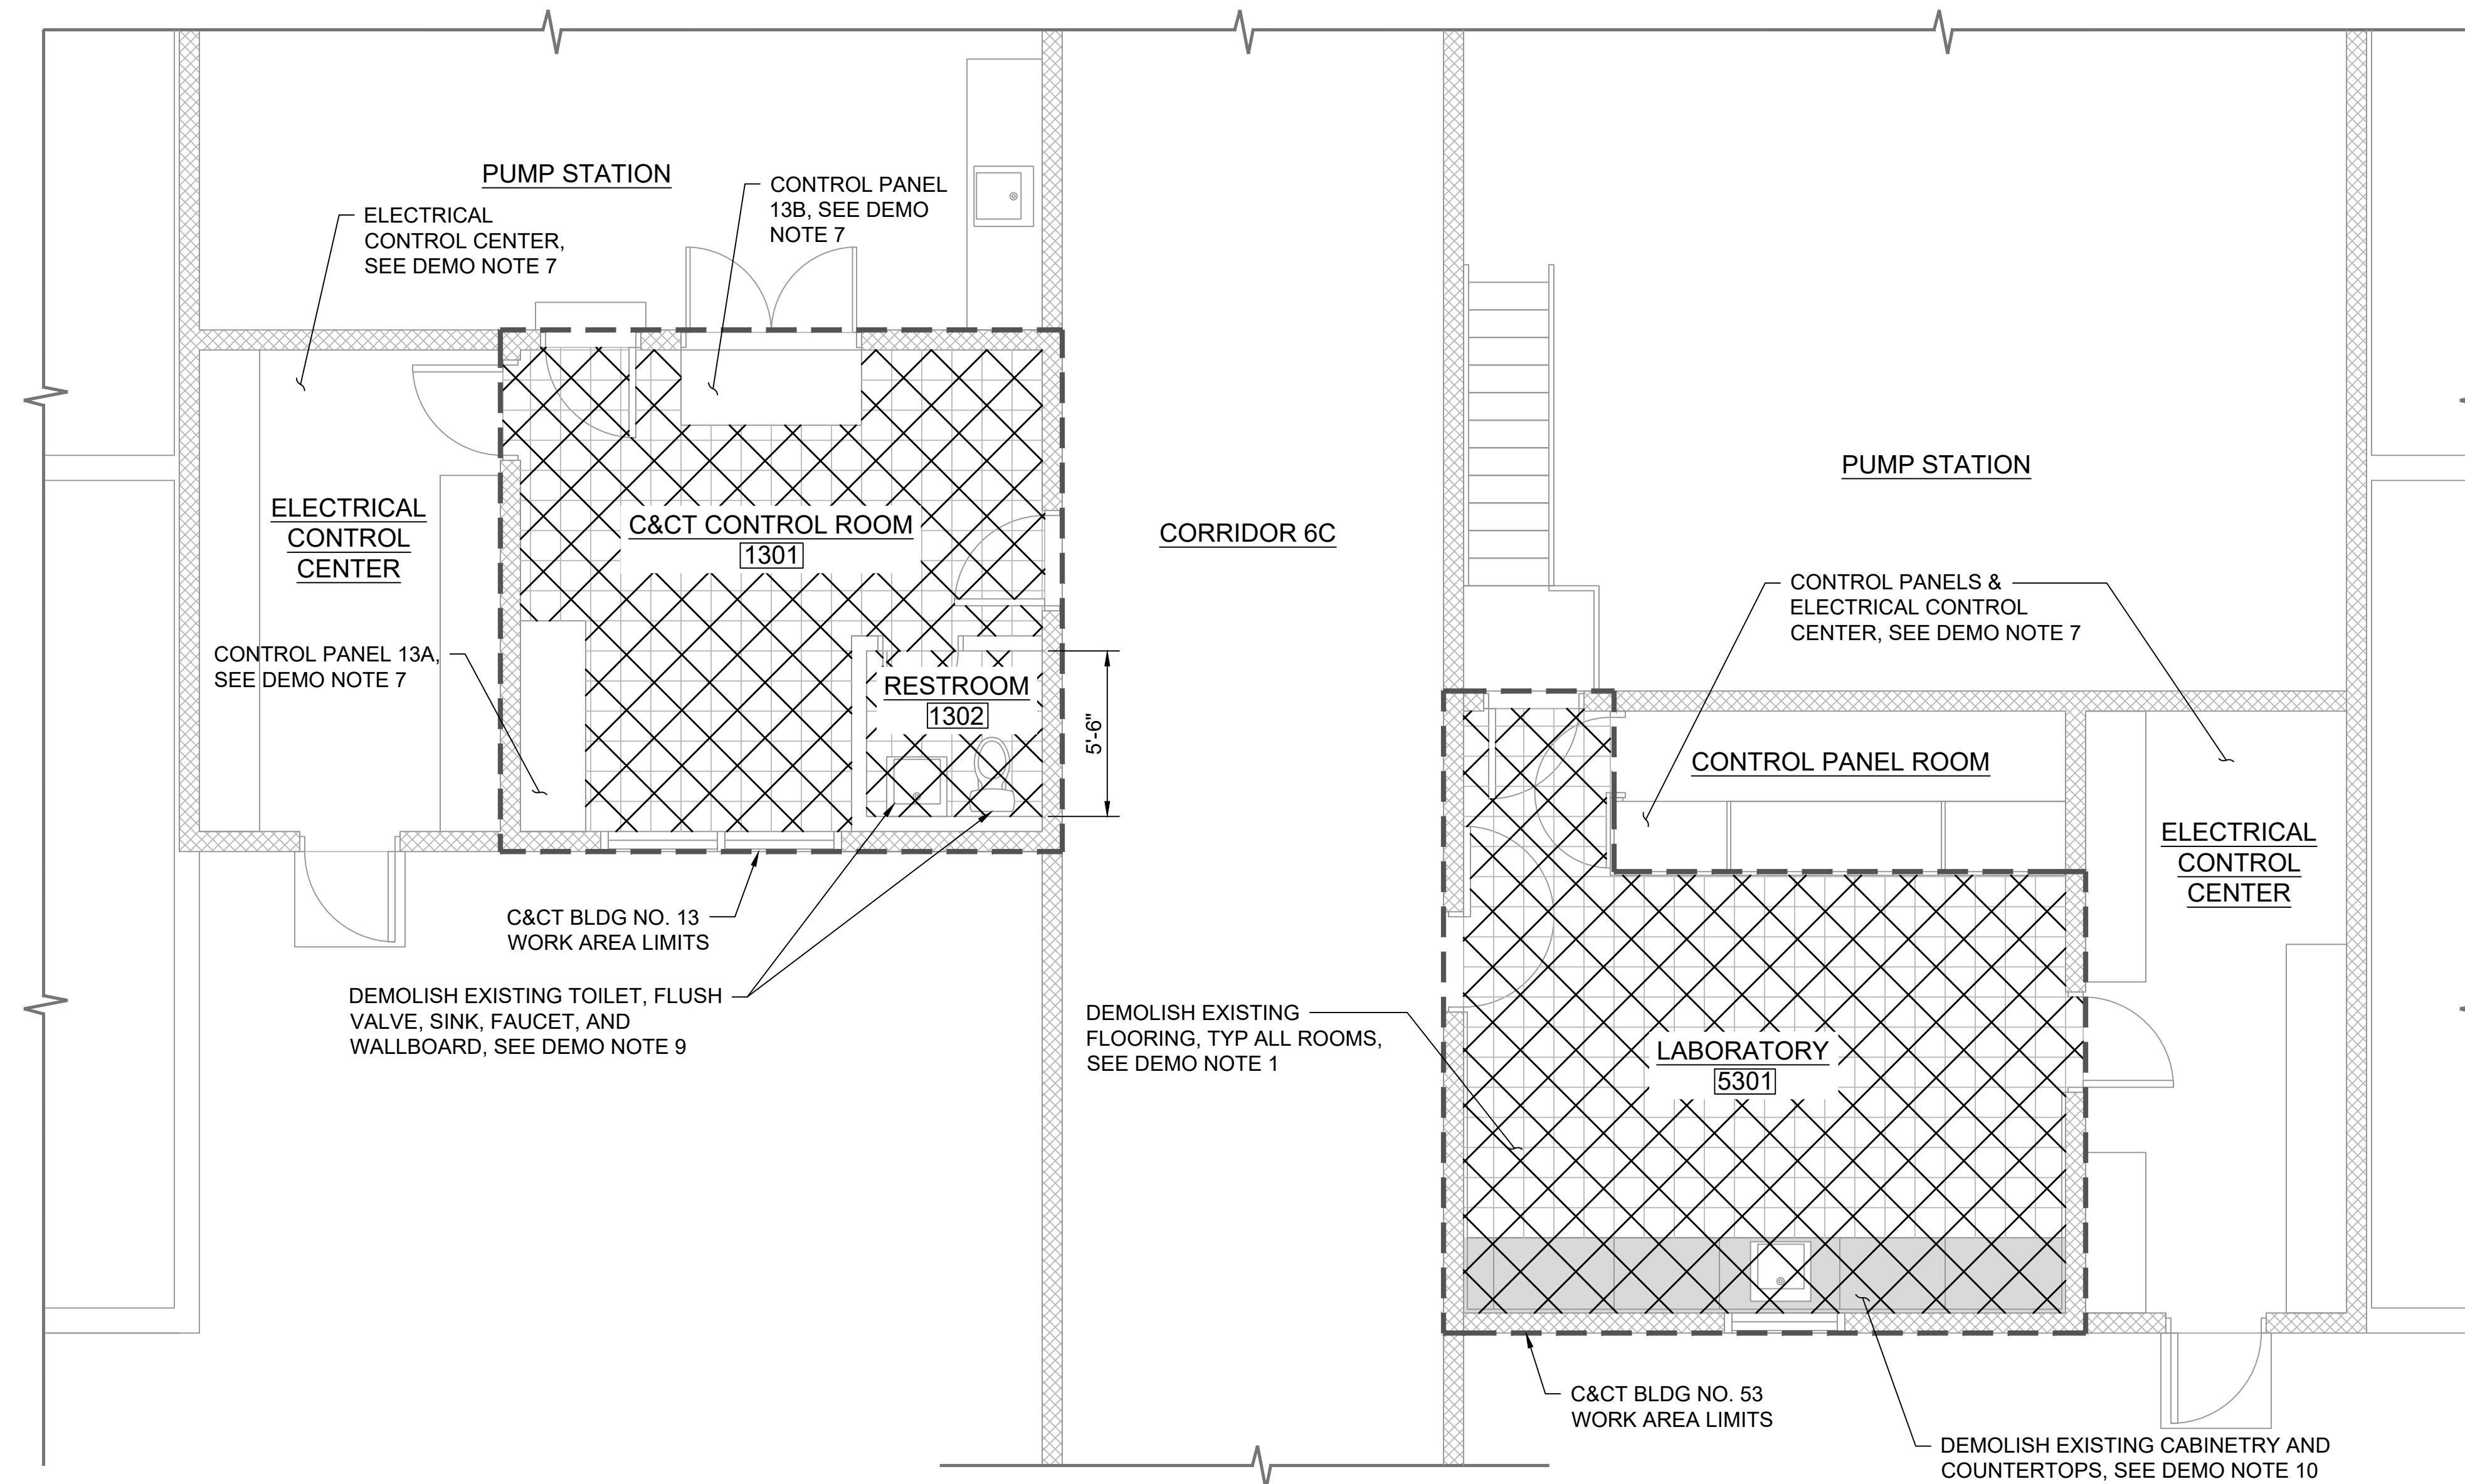 PUMP STATION
ELECTRICAL
CONTROL CENTER,
SEE DEMO NOTE 7
CONTROL PANEL
13B, SEE DEMO
NOTE 7
ELECTRICAL
CONTROL
CENTER
C&CT CONTROL ROOM
1301
CONTROL PANEL 13A,
SEE DEMO NOTE 7
RESTROOM
1302
5'-6"
CORRIDOR 6C
PUMP STATION
CONTROL PANELS &
ELECTRICAL CONTROL
CENTER, SEE DEMO NOTE 7
CONTROL PANEL ROOM
ELECTRICAL
CONTROL
CENTER
C&CT BLDG NO. 13
WORK AREA LIMITS
DEMOLISH EXISTING TOILET, FLUSH
VALVE, SINK, FAUCET, AND
WALLBOARD, SEE DEMO NOTE 9
DEMOLISH EXISTING
FLOORING, TYP ALL ROOMS,
SEE DEMO NOTE 1
LABORATORY
5301
C&CT BLDG NO. 53
WORK AREA LIMITS
DEMOLISH EXISTING CABINETRY AND
COUNTERTOPS, SEE DEMO NOTE 10